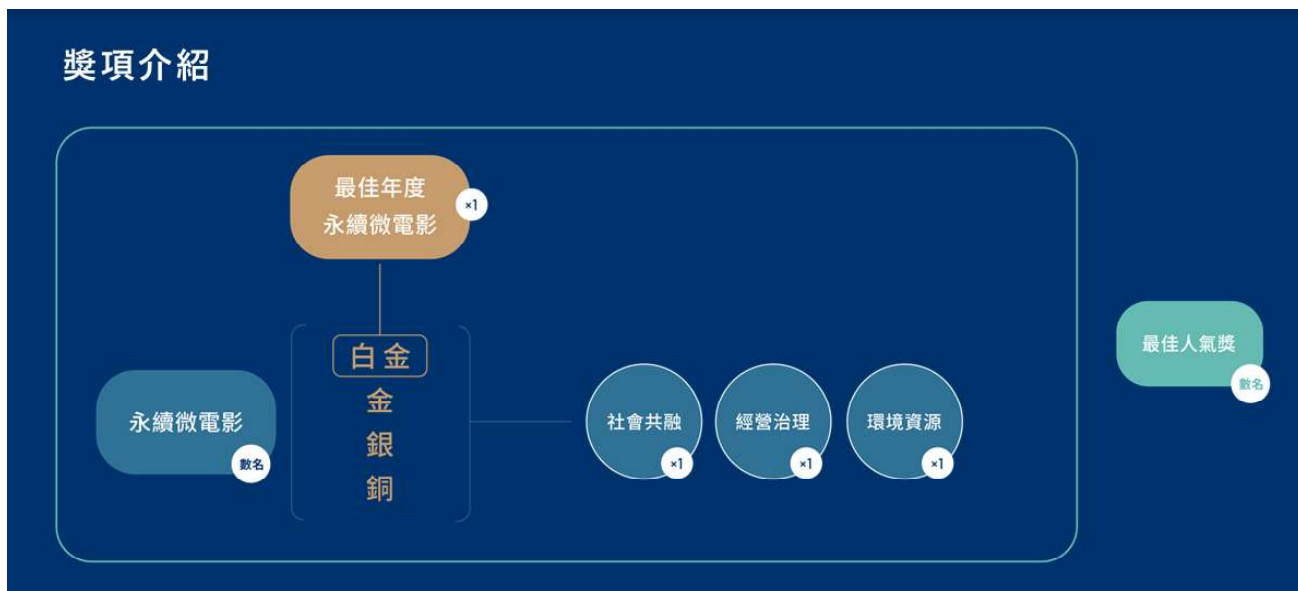 獎項介紹
最佳年度
永續微電影
×1
白金
金
銀
銅
永續微電影
數名
社會共融
×1
經營治理
×1
環境資源
×1
最佳人氣獎
數名